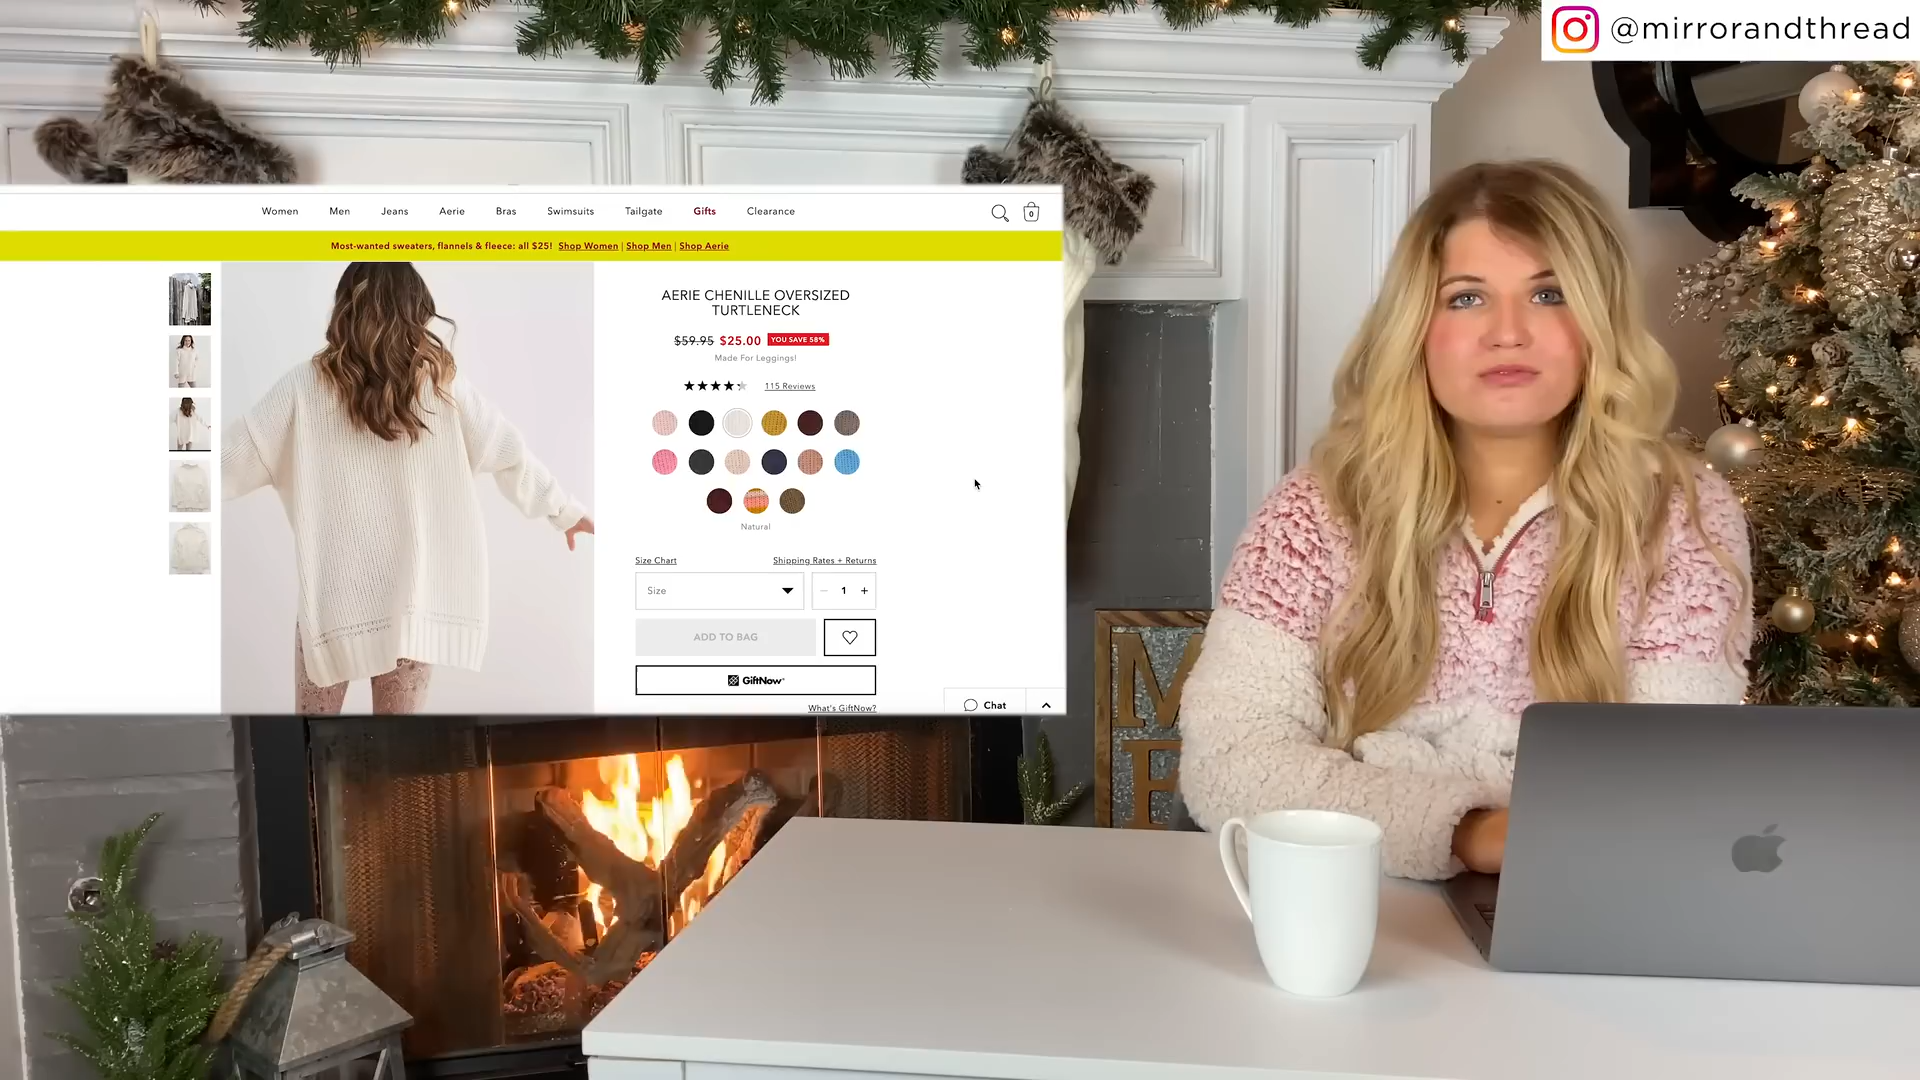 @mirrorandthread
Women Men Jeans Aerie Bras Swimsuits Tailgate Gifts Clearance
0
Most-wanted sweaters, flannels & fleece: all $25! Shop Women | Shop Men | Shop Aerie
AERIE CHENILLE OVERSIZED
TURTLENECK
$59.95 $25.00 YOU SAVE 58%
Made For Leggings!
115 Reviews
Natural
Size Chart Shipping Rates + Returns
Size − 1 +
ADD TO BAG
GiftNow
What's GiftNow?
Chat
M